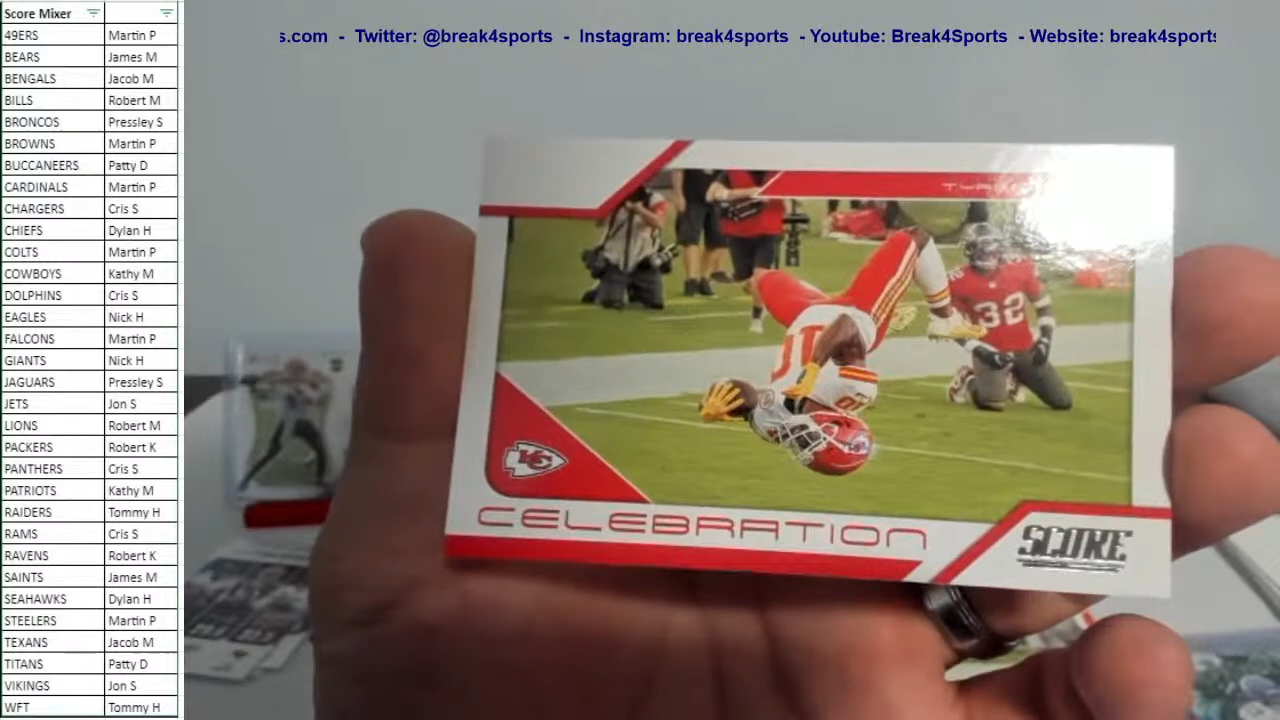 s.com - Twitter: @break4sports - Instagram: break4sports - Youtube: Break4Sports - Website: break4sports
Score Mixer
49ERS Martin P
BEARS James M
BENGALS Jacob M
BILLS Robert M
BRONCOS Pressley S
BROWNS Martin P
BUCCANEERS Patty D
CARDINALS Martin P
CHARGERS Cris S
CHIEFS Dylan H
COLTS Martin P
COWBOYS Kathy M
DOLPHINS Cris S
EAGLES Nick H
FALCONS Martin P
GIANTS Nick H
JAGUARS Pressley S
JETS Jon S
LIONS Robert M
PACKERS Robert K
PANTHERS Cris S
PATRIOTS Kathy M
RAIDERS Tommy H
RAMS Cris S
RAVENS Robert K
SAINTS James M
SEAHAWKS Dylan H
STEELERS Martin P
TEXANS Jacob M
TITANS Patty D
VIKINGS Jon S
WFT Tommy H
32
10
KC
CELEBRATION
SCORE